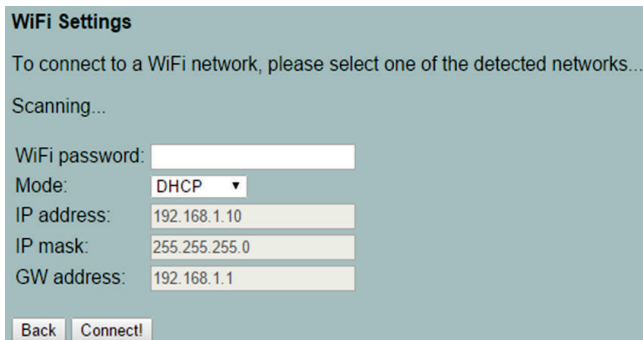 WiFi Settings
To connect to a WiFi network, please select one of the detected networks...
Scanning...
WiFi password:
Mode: DHCP
IP address: 192.168.1.10
IP mask: 255.255.255.0
GW address: 192.168.1.1
Back Connect!